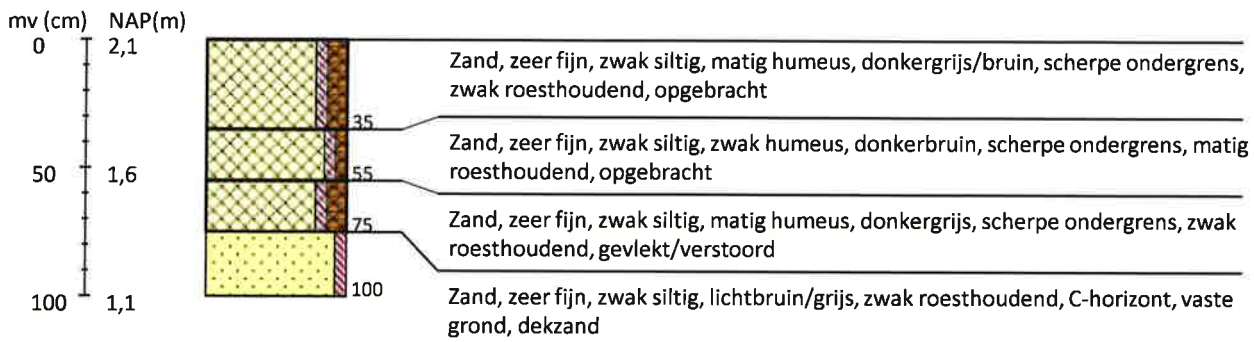 mv (cm) NAP(m)
0 2,1
Zand, zeer fijn, zwak siltig, matig humeus, donkergrijs/bruin, scherpe ondergrens,
zwak roesthoudend, opgebracht
35
Zand, zeer fijn, zwak siltig, zwak humeus, donkerbruin, scherpe ondergrens, matig
roesthoudend, opgebracht
50 1,6
55
Zand, zeer fijn, zwak siltig, matig humeus, donkergrijs, scherpe ondergrens, zwak
roesthoudend, gevlekt/verstoord
75
100
100 1,1
Zand, zeer fijn, zwak siltig, lichtbruin/grijs, zwak roesthoudend, C-horizont, vaste
grond, dekzand